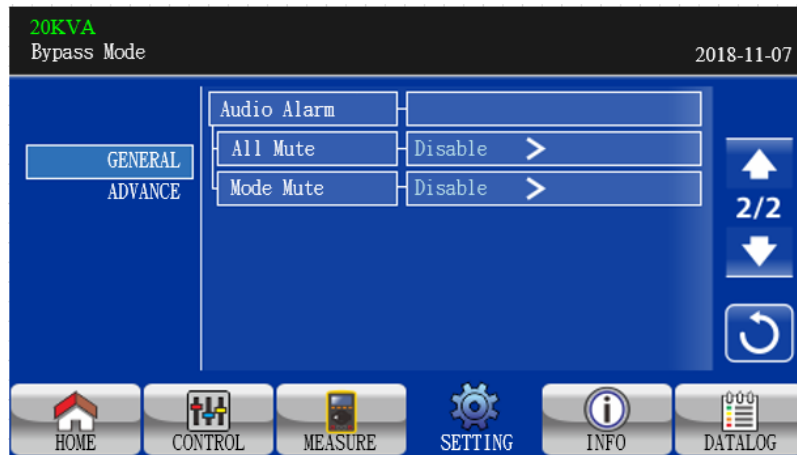 20KVA
Bypass Mode
2018-11-07
Audio Alarm
All Mute Disable >
Mode Mute Disable >
GENERAL
ADVANCE
2/2
HOME CONTROL MEASURE SETTING INFO DATALOG